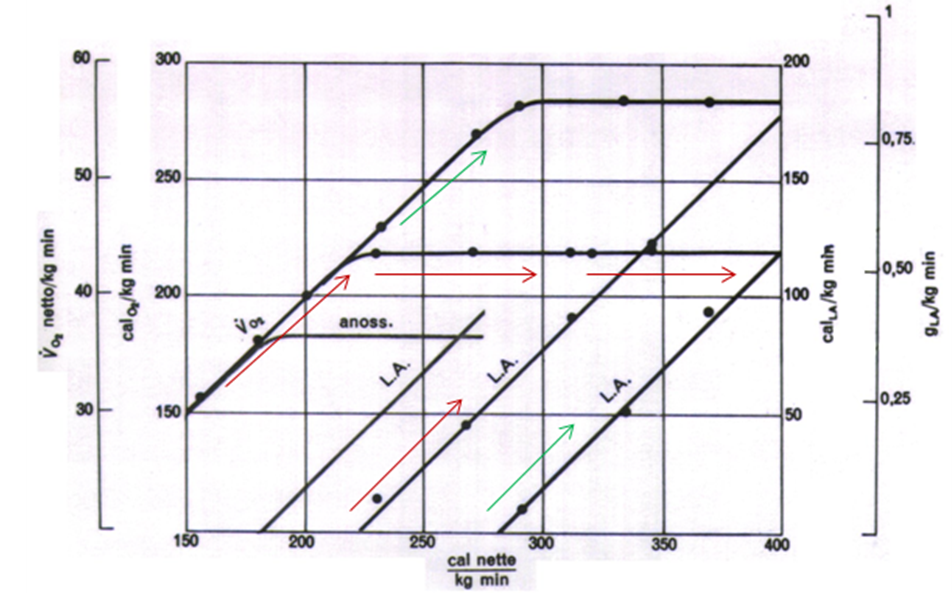 60
50
40
30
V̇O₂ netto/kg min
300
250
200
150
cal O₂/kg min
V̇O₂
anoss.
L.A.
L.A.
L.A.
200
150
100
50
calLA/kg min
1
0,75
0,50
0,25
gLA/kg min
150
200
250
300
350
400
cal nette
kg min